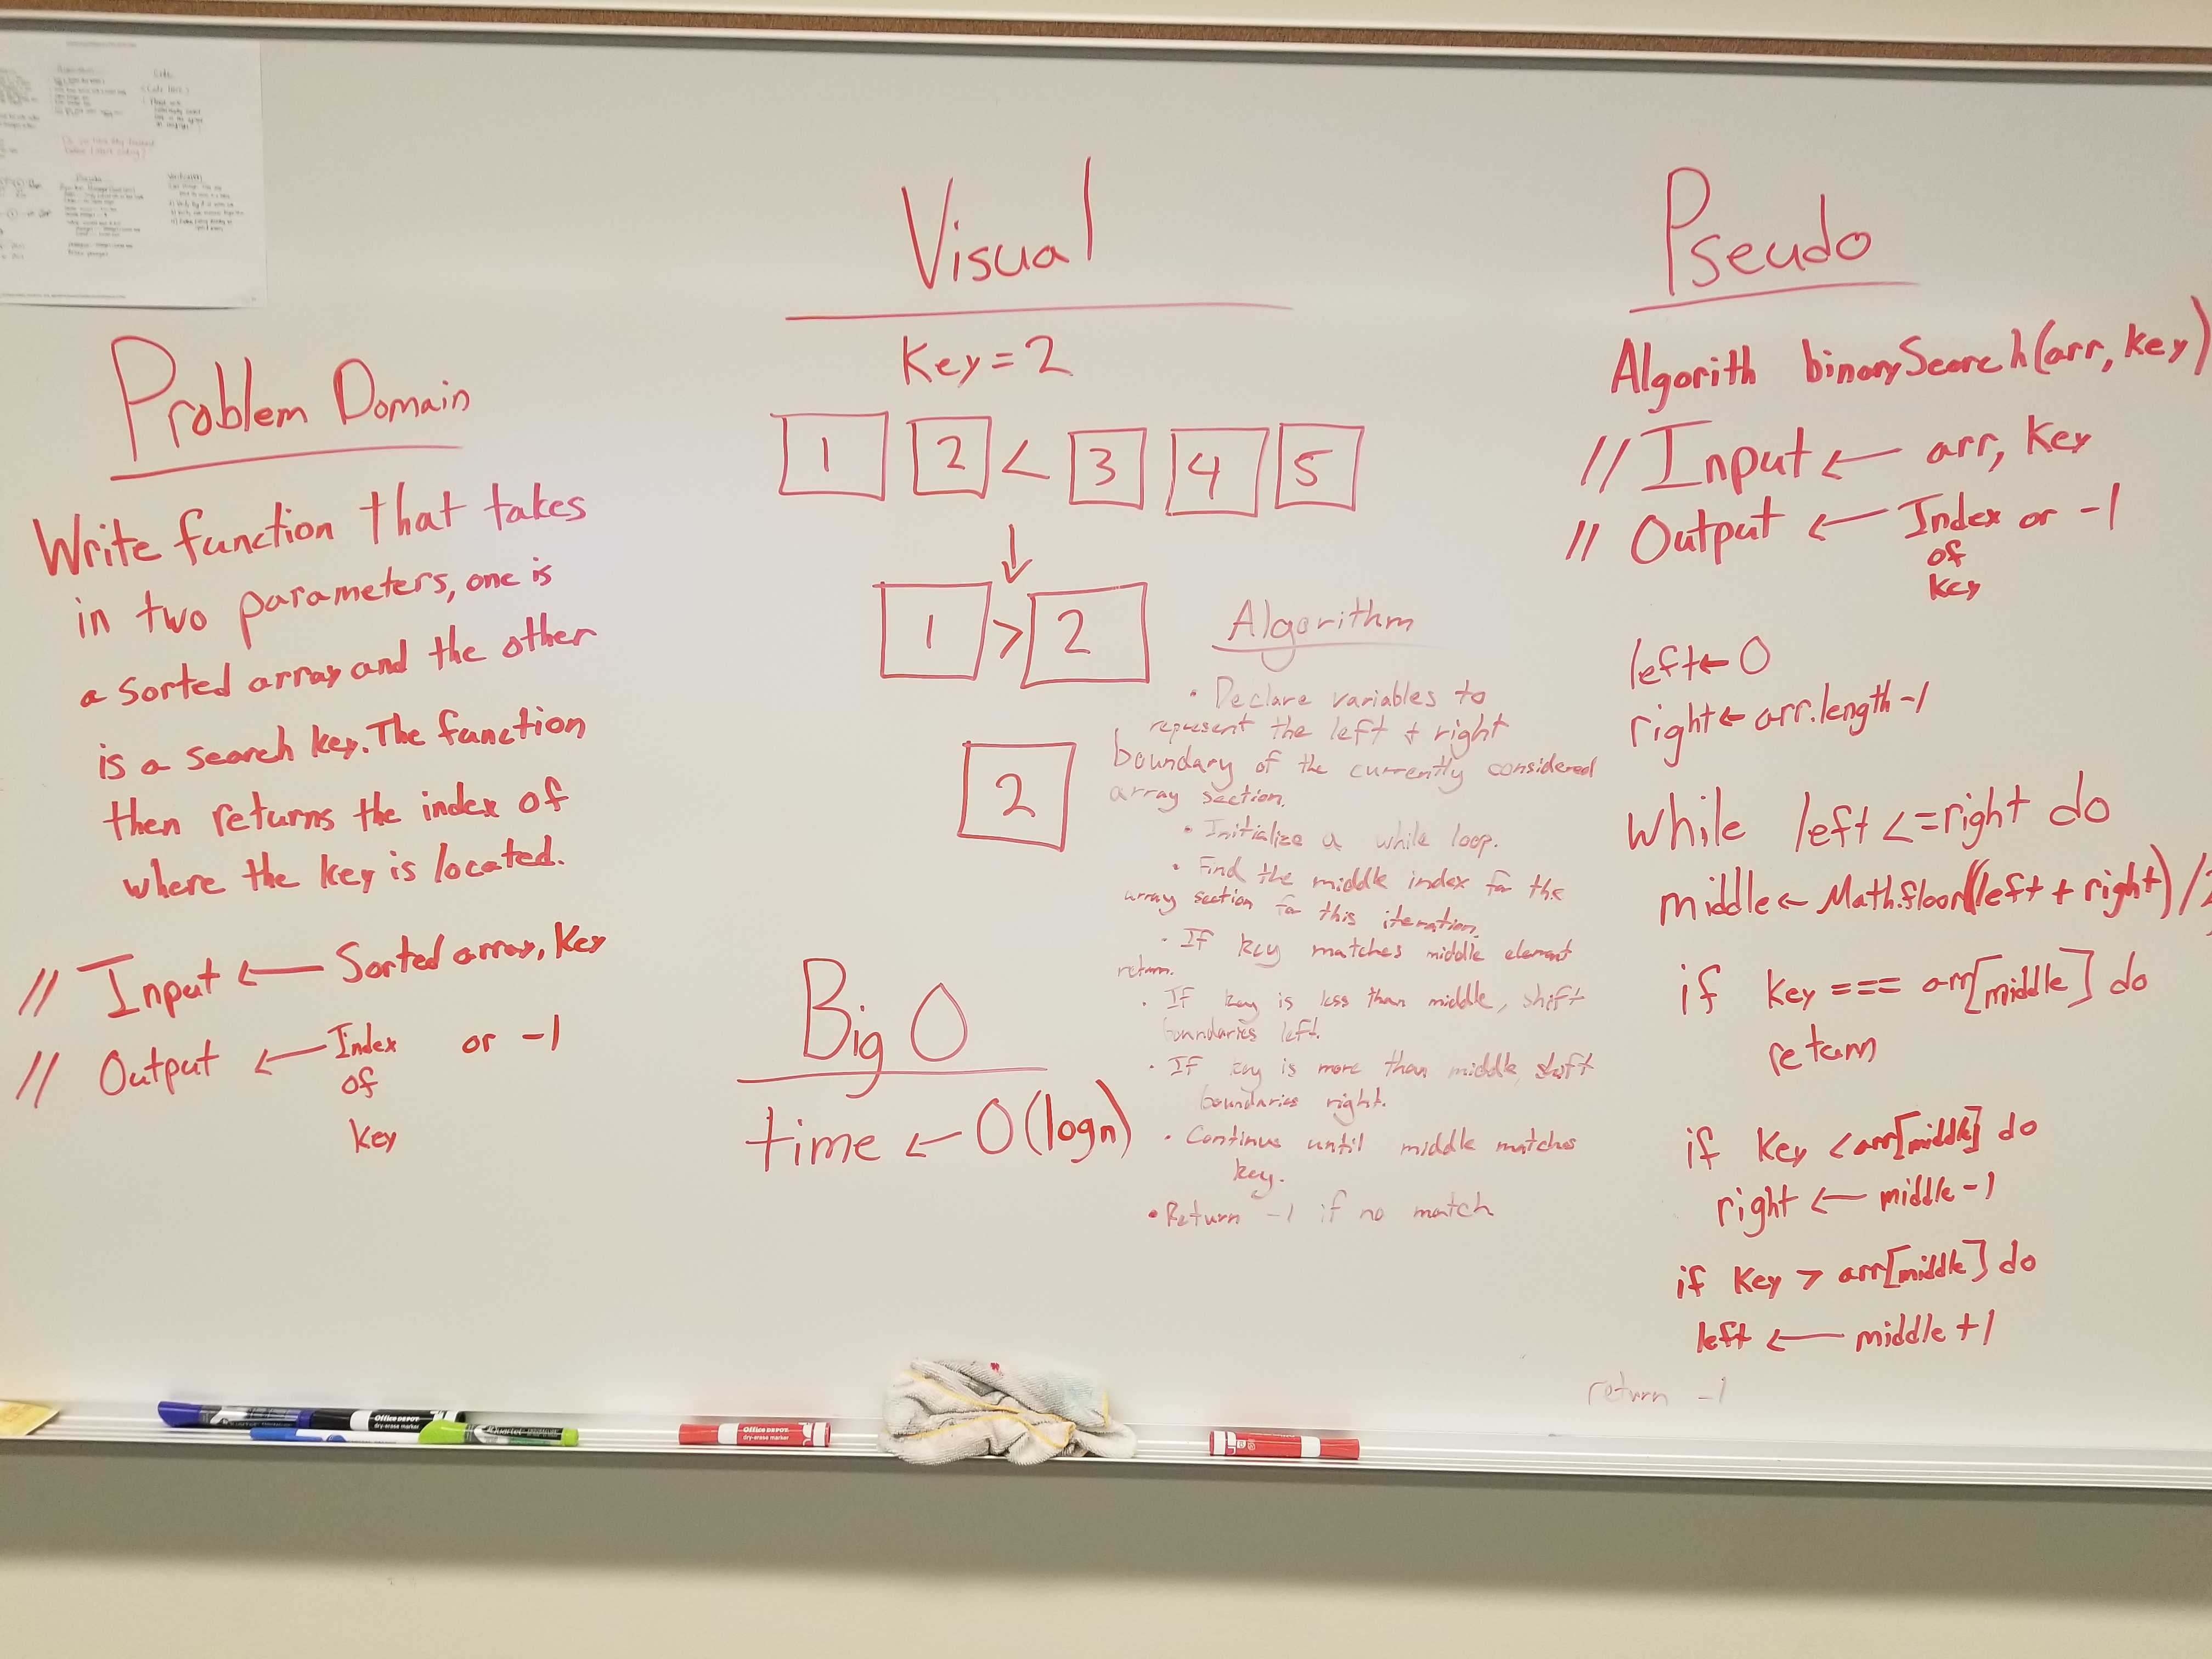 Problem Domain
Write function that takes
in two parameters, one is
a sorted array and the other
is a search key. The function
then returns the index of
where the key is located.
// Input ← Sorted array, Key
// Output ← Index or -1
of
key
Visual
Key = 2
1 2 < 3 4 5
↓
1 > 2
2
Big O
time ← O(logn)
Algorithm
• Declare variables to
represent the left + right
boundary of the currently considered
array section.
• Initialize a while loop.
• Find the middle index for the
array section for this iteration.
• If key matches middle element
return.
• If key is less than middle, shift
boundaries left.
• If key is more than middle, shift
boundaries right.
• Continue until middle matches
key.
• Return -1 if no match
Pseudo
Algorith binarySearch(arr, key)
// Input ← arr, key
// Output ← Index or -1
of
key
left ← 0
right ← arr.length-1
while left <= right do
middle ← Math.floor((left + right)/2
if key === arr[middle] do
return
if key < arr[middle] do
right ← middle-1
if key > arr[middle] do
left ← middle +1
return -1
Office DEPOT
dry-erase marker
Quartet
Office DEPOT
dry-erase marker